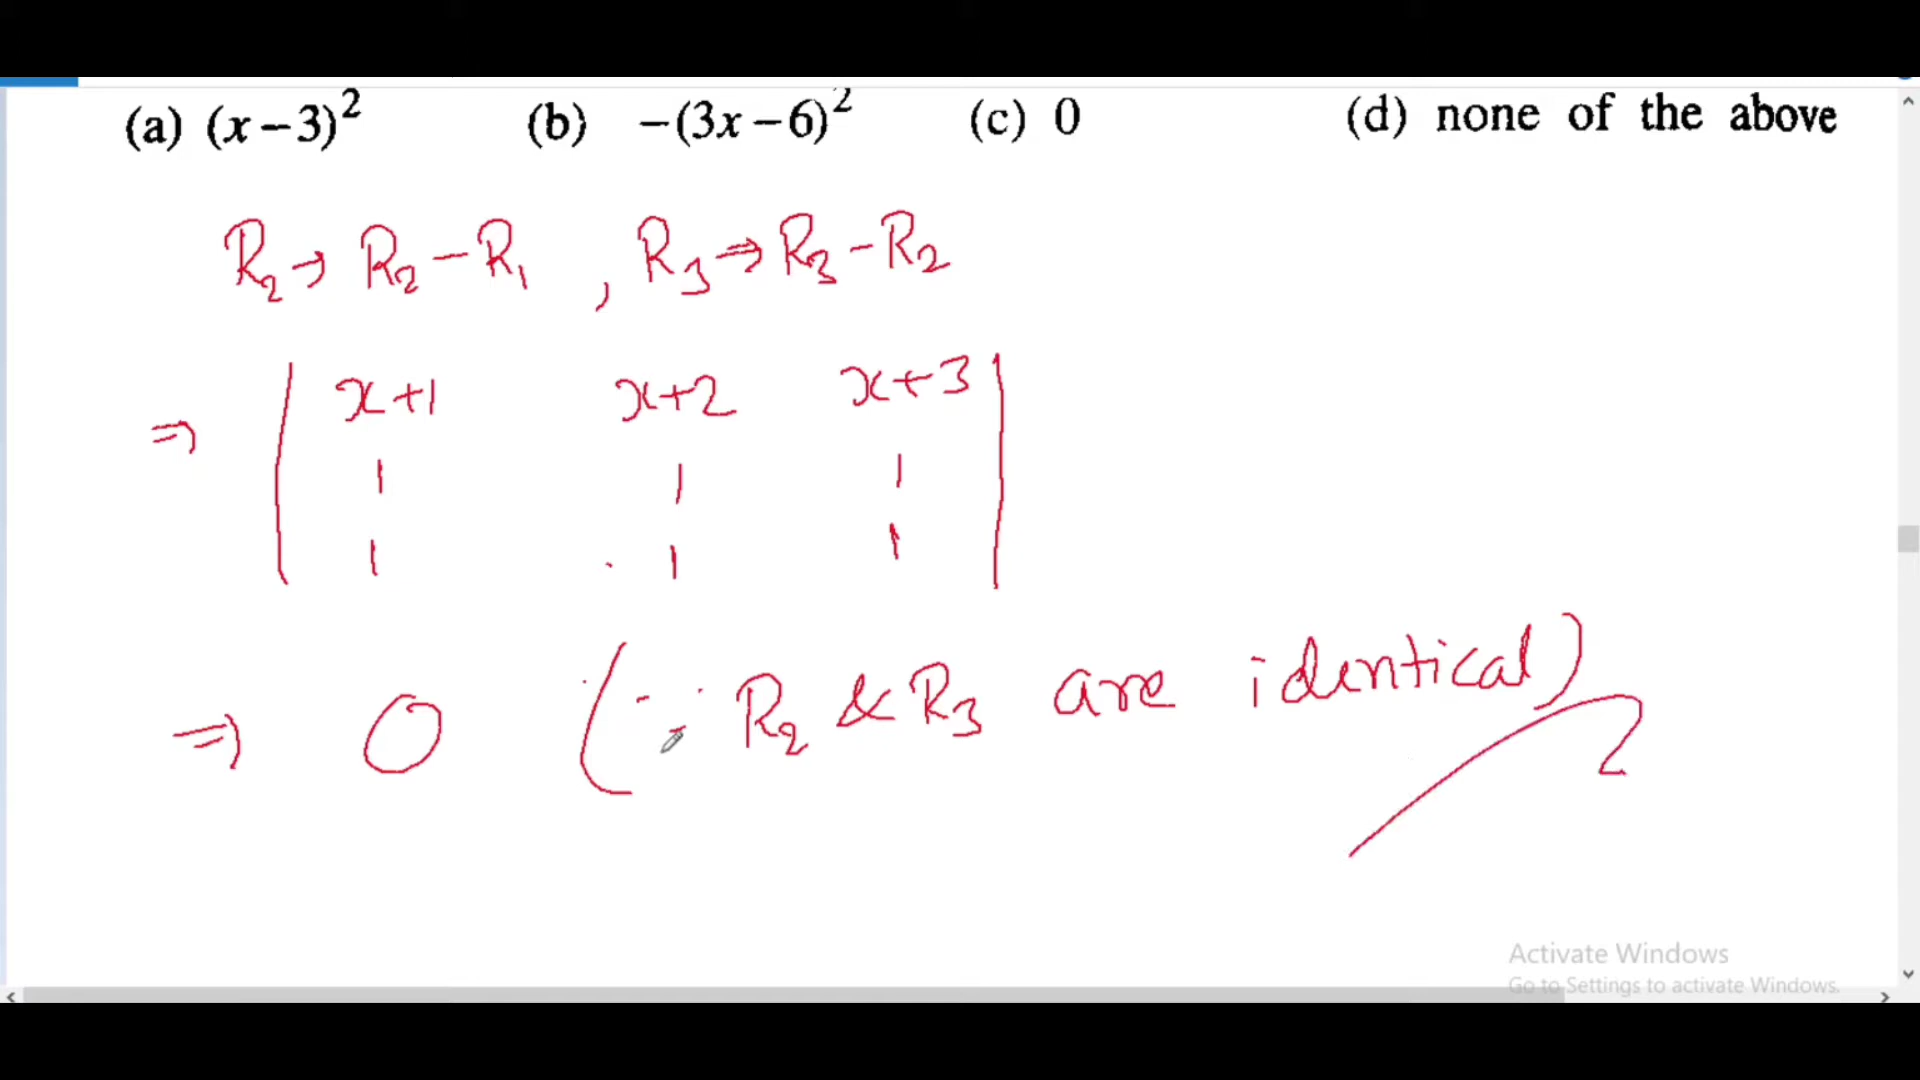 (a) (x−3)² (b) −(3x−6)² (c) 0 (d) none of the above
R₂→ R₂−R₁ , R₃⇒R₃−R₂
⇒ | x+1 x+2 x+3 |
1 1 1
1 1 1
⇒ 0 (∵ R₂ & R₃ are identical)
Activate Windows
Go to Settings to activate Windows.